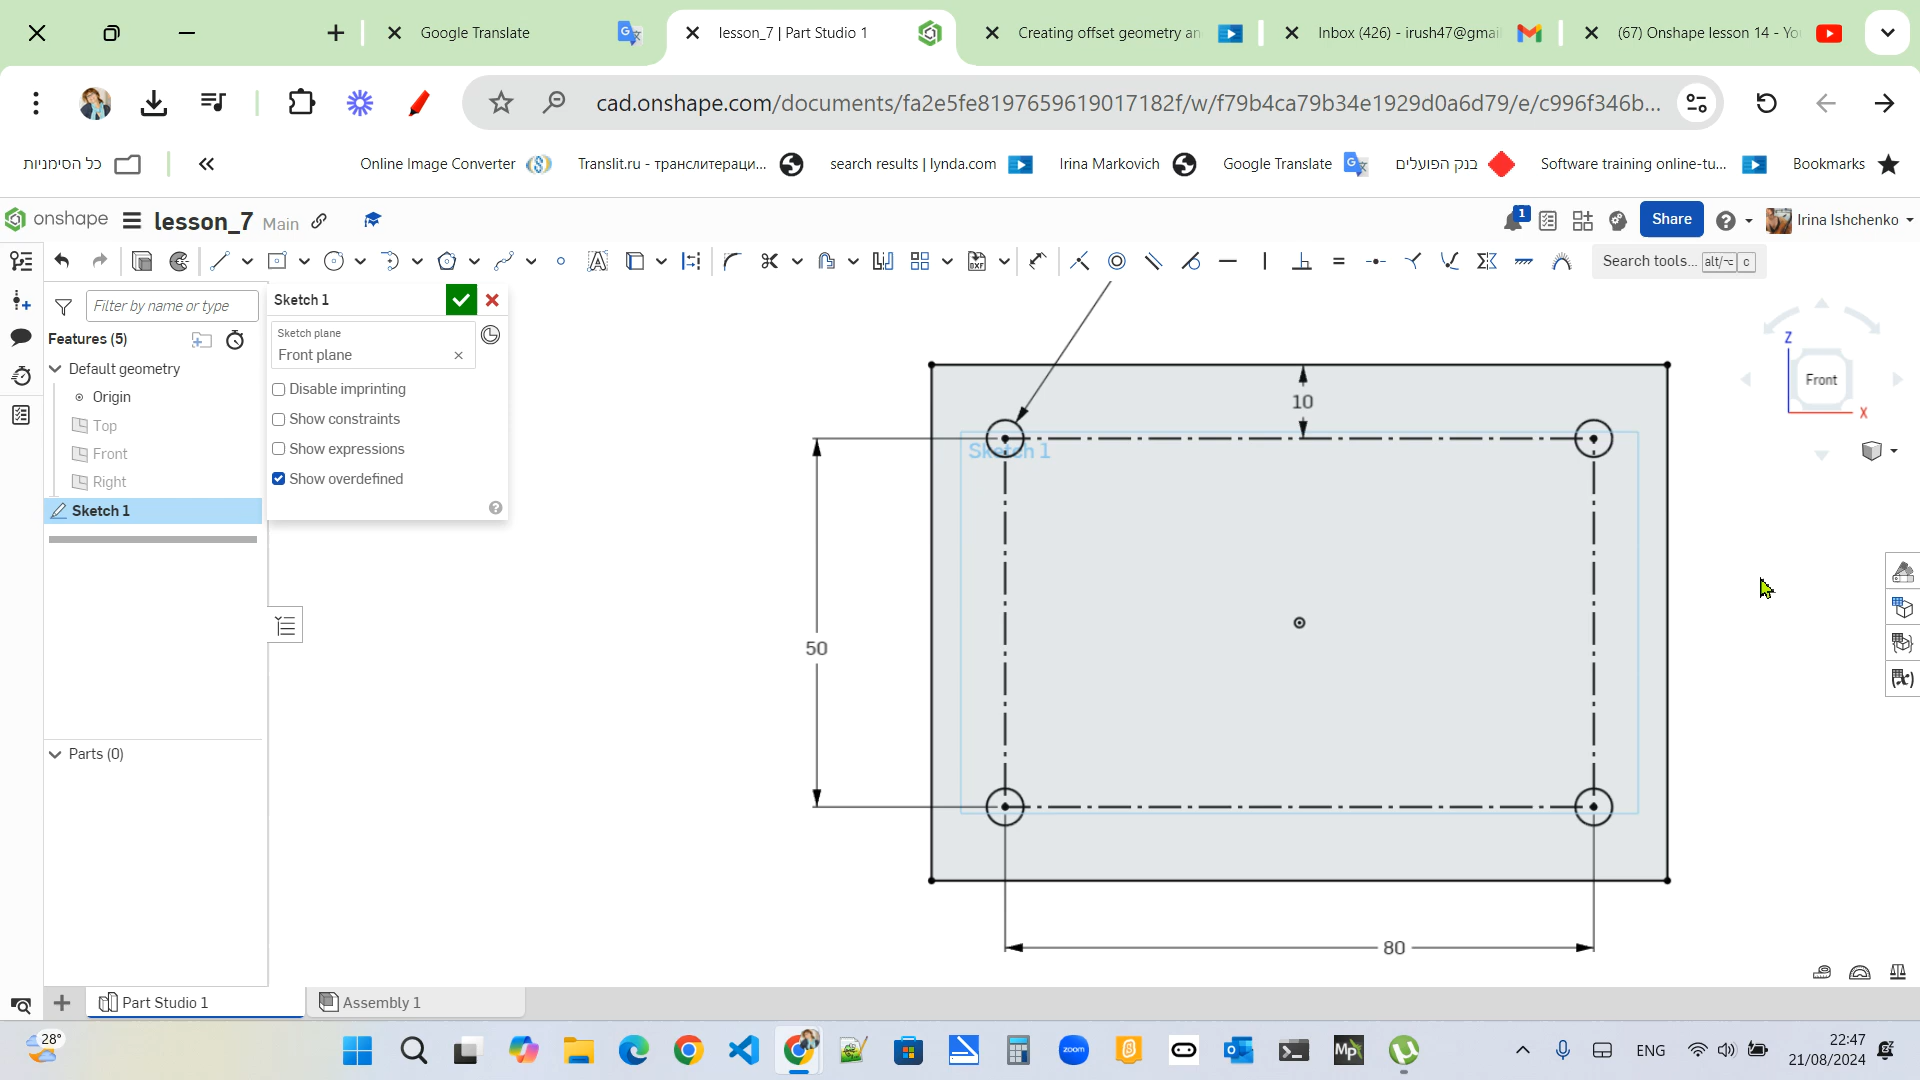 Google Translate
lesson_7 | Part Studio 1
Creating offset geometry an
Inbox (426) - irush47@gmai
(67) Onshape lesson 14 - Yo
cad.onshape.com/documents/fa2e5fe8197659619017182f/w/f79b4ca79b34e1929d0a6d79/e/c996f346b...
כל הסימניות
Online Image Converter
Translit.ru - транслитераци...
search results | lynda.com
Irina Markovich
Google Translate
בנק הפועלים
Software training online-tu...
Bookmarks
onshape
lesson_7 Main
1
Share
Irina Ishchenko
Search tools... alt/⌥ c
Filter by name or type
Features (5)
Default geometry
Origin
Top
Front
Right
Sketch 1
Parts (0)
Sketch 1
Sketch plane
Front plane
Disable imprinting
Show constraints
Show expressions
Show overdefined
10
Sketch 1
50
80
Z
Front
X
Part Studio 1
Assembly 1
28°
zoom
ENG
22:47
21/08/2024